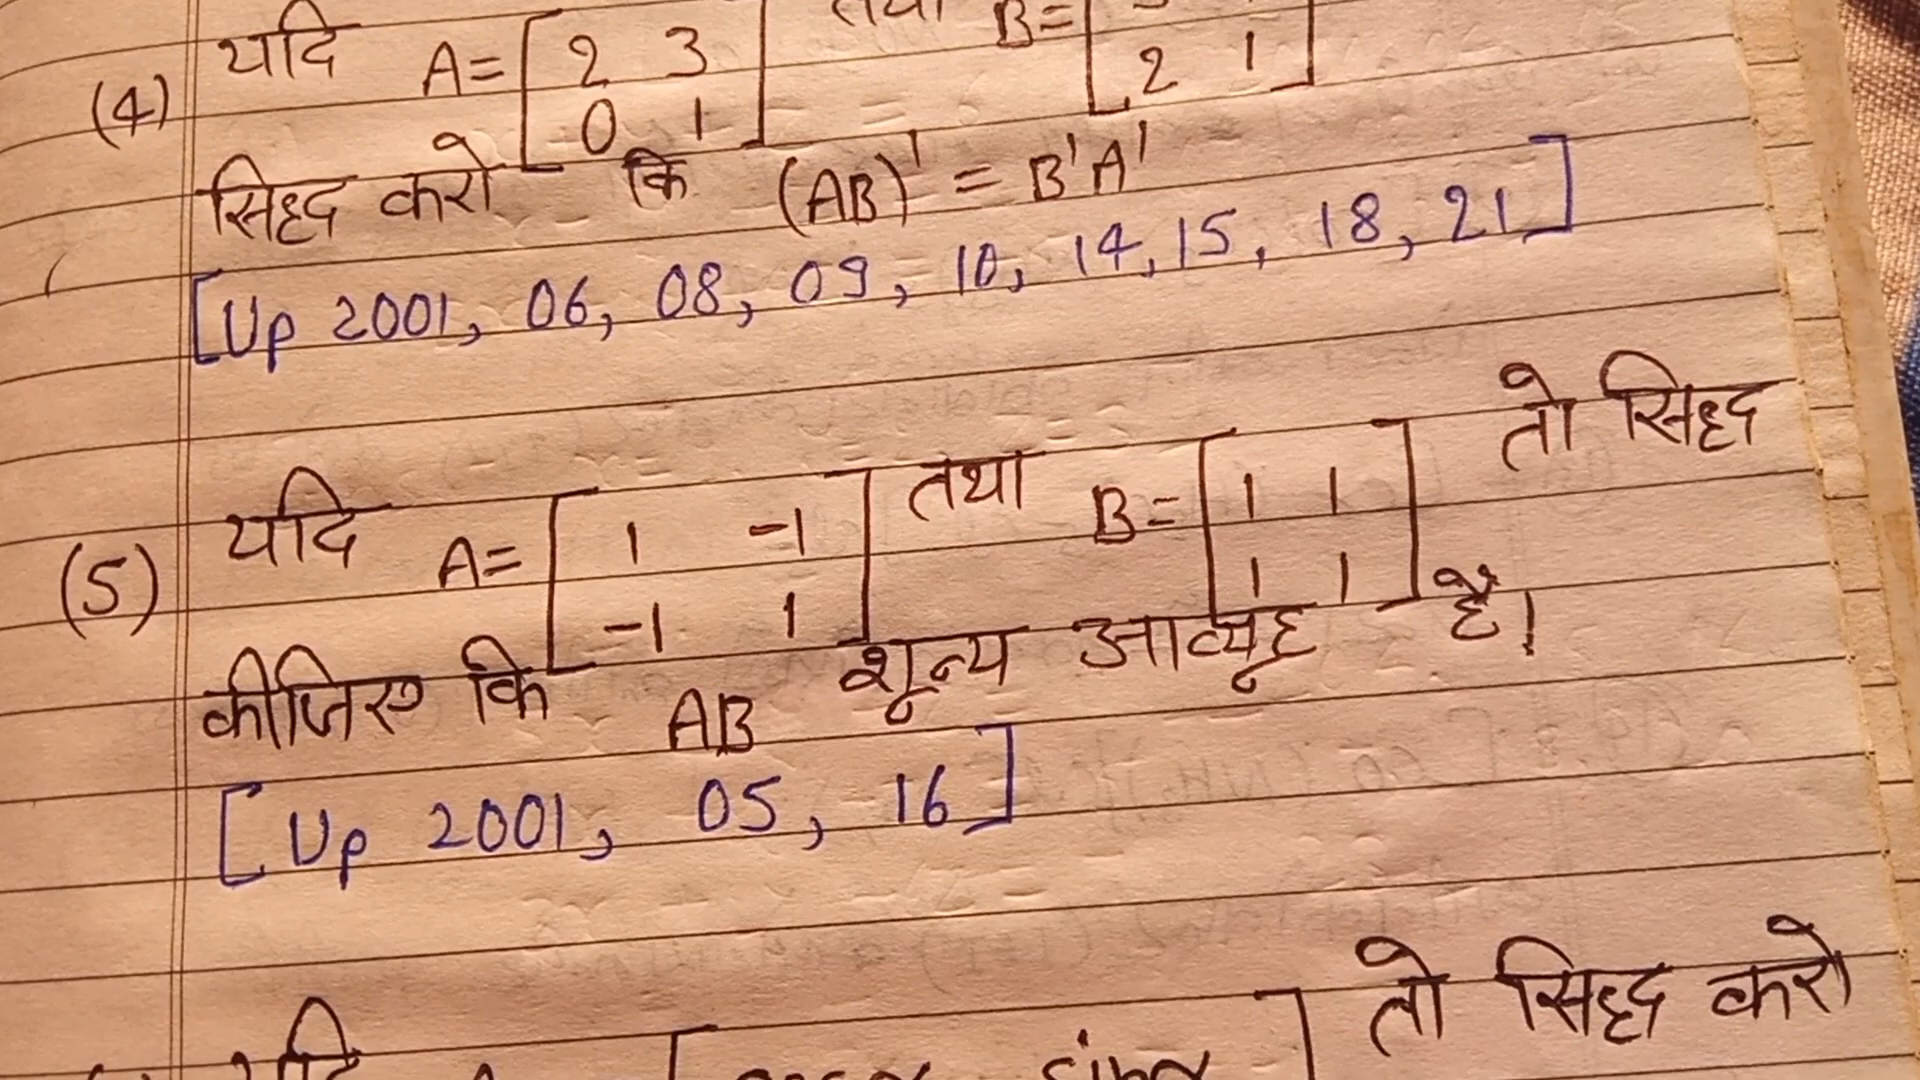 (4) यदि A= [ 2 3 तथा B= [
0 1 ] 2 1 ]
सिद्ध करो कि (AB)' = B'A'
[Up 2001, 06, 08, 09, 10, 14, 15, 18, 21]
(5) यदि A= [ 1 -1 तथा B= [ 1 1 तो सिद्ध
-1 1 ] 1 1 ]
कीजिए कि AB शून्य आव्यूह है।
[Up 2001, 05, 16]
यदि [ तो सिद्ध करो